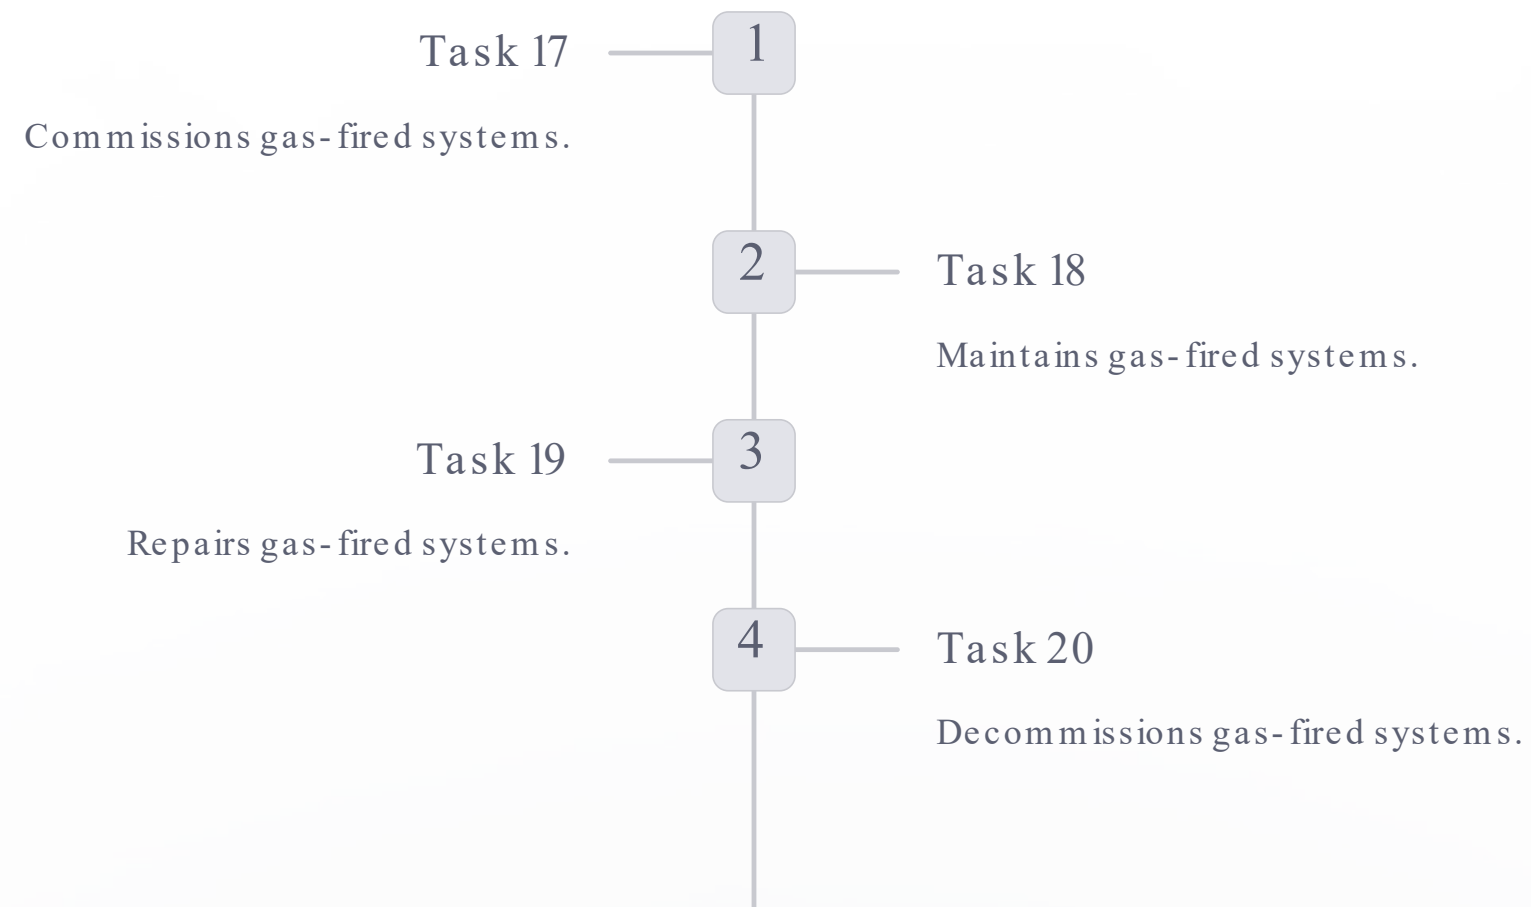 Task 17
1
Commissions gas-fired systems.
2
Task 18
Maintains gas-fired systems.
Task 19
3
Repairs gas-fired systems.
4
Task 20
Decommissions gas-fired systems.